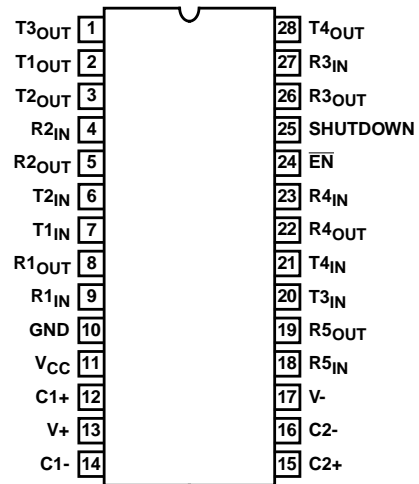 T3OUT 1 28 T4OUT
T1OUT 2 27 R3IN
T2OUT 3 26 R3OUT
R2IN 4 25 SHUTDOWN
R2OUT 5 24 E̅N̅
T2IN 6 23 R4IN
T1IN 7 22 R4OUT
R1OUT 8 21 T4IN
R1IN 9 20 T3IN
GND 10 19 R5OUT
VCC 11 18 R5IN
C1+ 12 17 V-
V+ 13 16 C2-
C1- 14 15 C2+